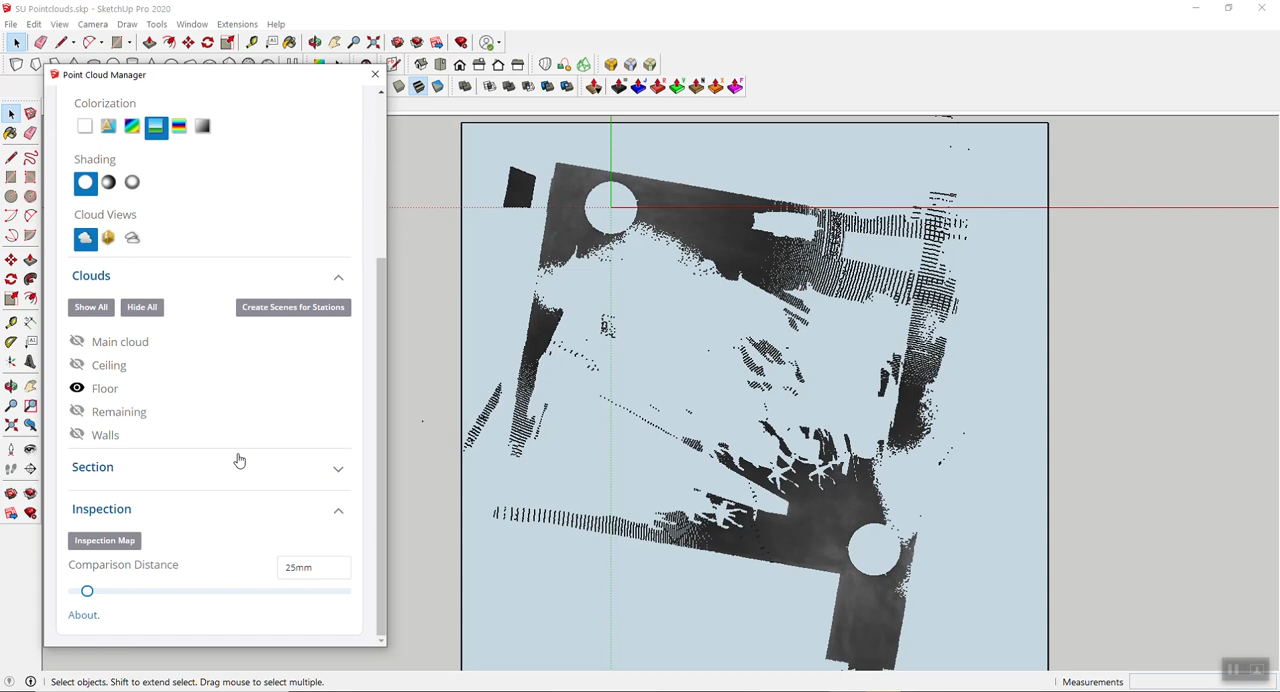 SU Pointclouds.skp - SketchUp Pro 2020
File Edit View Camera Draw Tools Window Extensions Help
Point Cloud Manager
Colorization
Shading
Cloud Views
Clouds
Show All Hide All Create Scenes for Stations
Main cloud
Ceiling
Floor
Remaining
Walls
Section
Inspection
Inspection Map
Comparison Distance 25mm
About.
Select objects. Shift to extend select. Drag mouse to select multiple. Measurements